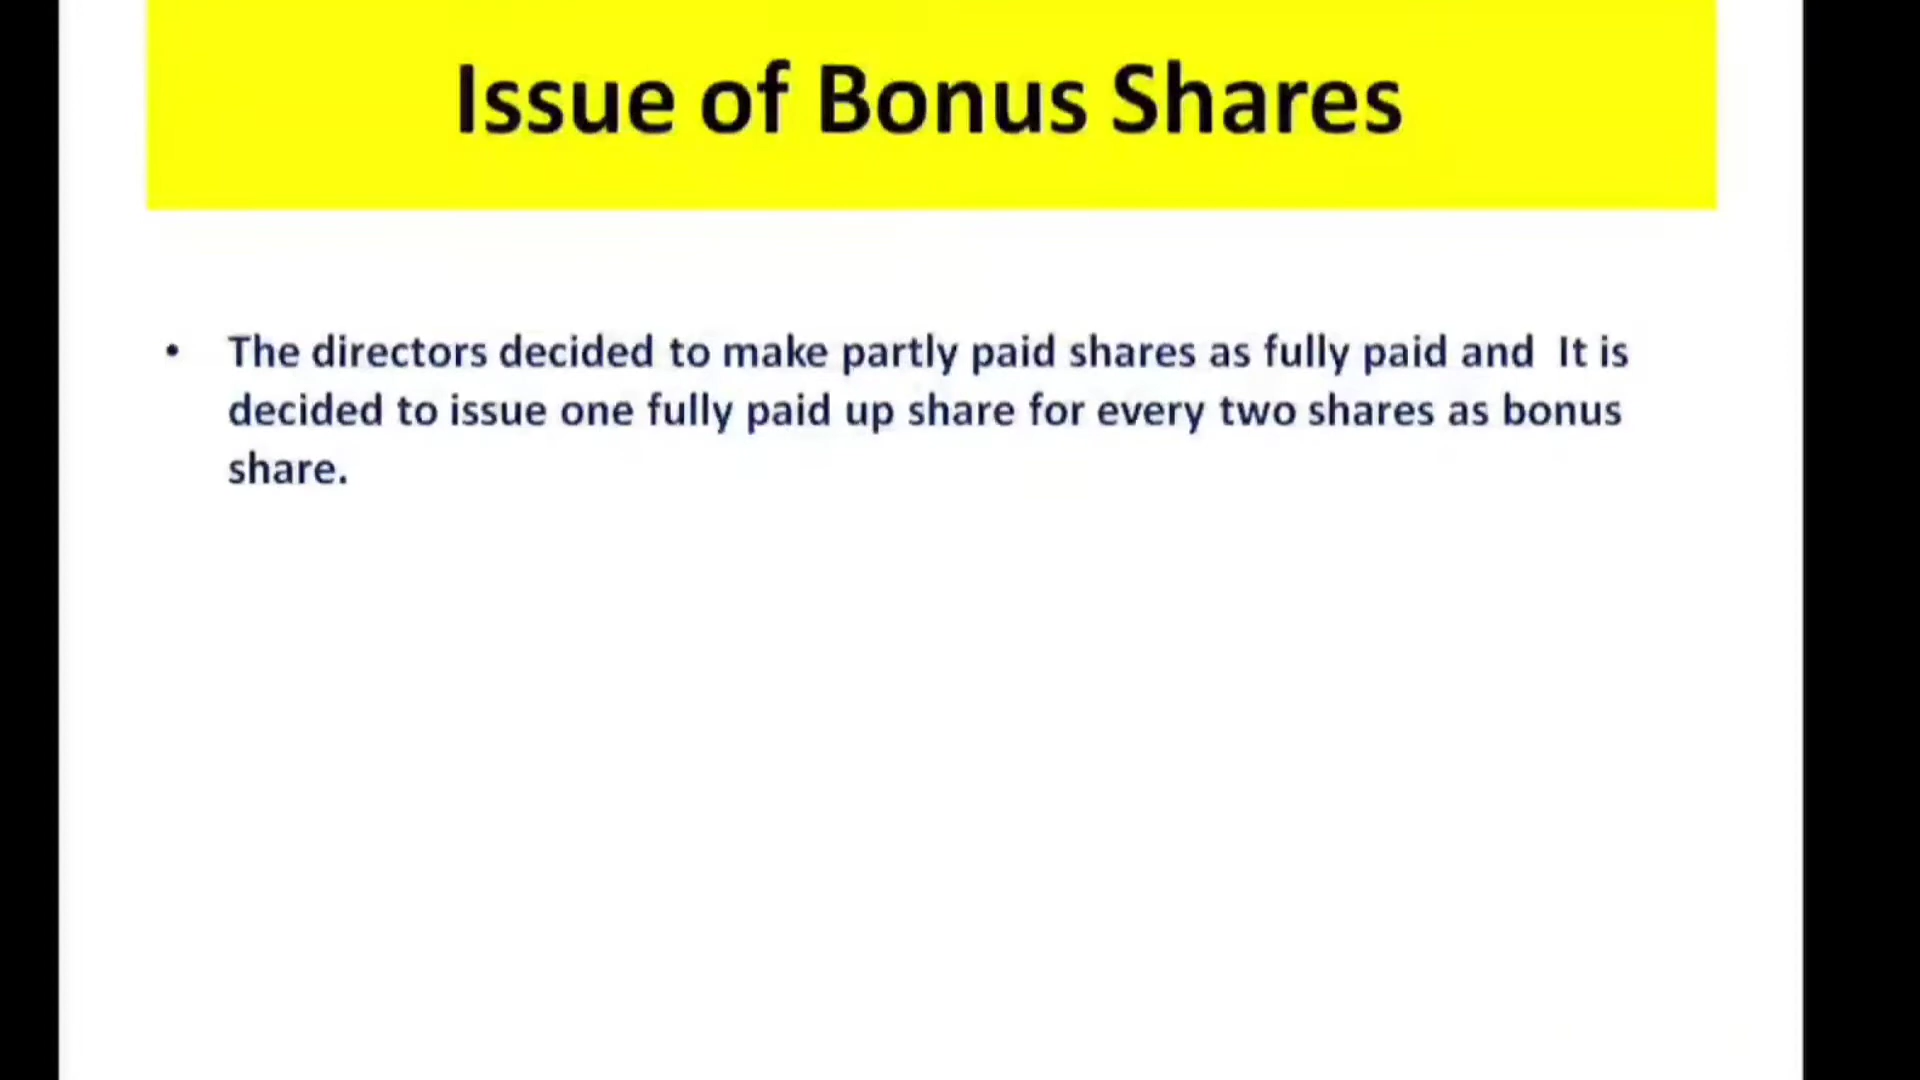 Issue of Bonus Shares
• The directors decided to make partly paid shares as fully paid and  It is
decided to issue one fully paid up share for every two shares as bonus
share.